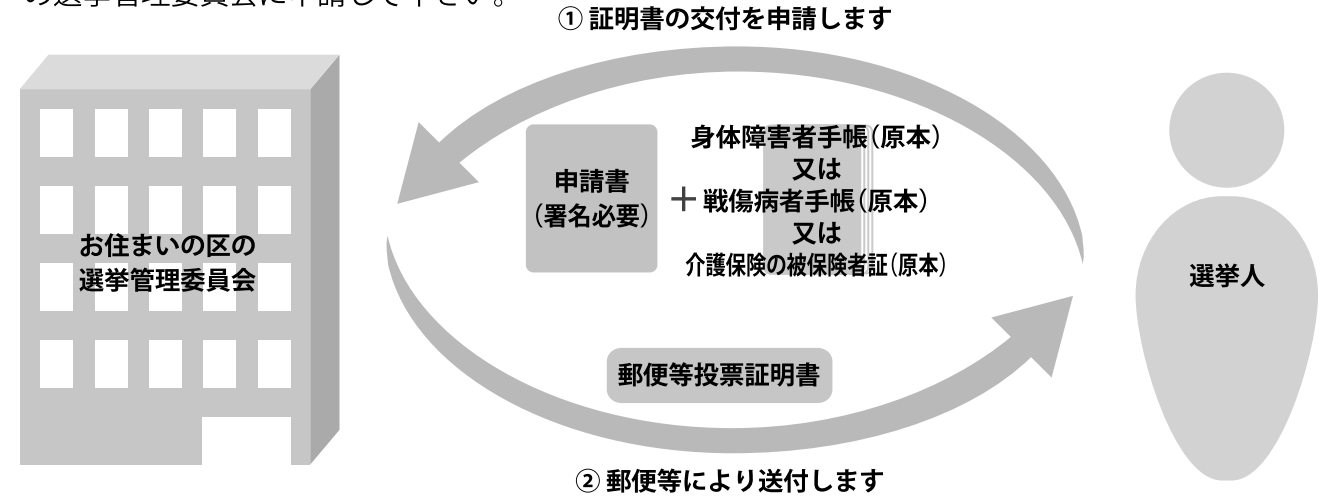 の選挙管理委員会に申請して下さい。
① 証明書の交付を申請します
お住まいの区の
選挙管理委員会
申請書
（署名必要）
＋
身体障害者手帳（原本）
又は
戦傷病者手帳（原本）
又は
介護保険の被保険者証（原本）
選挙人
郵便等投票証明書
② 郵便等により送付します